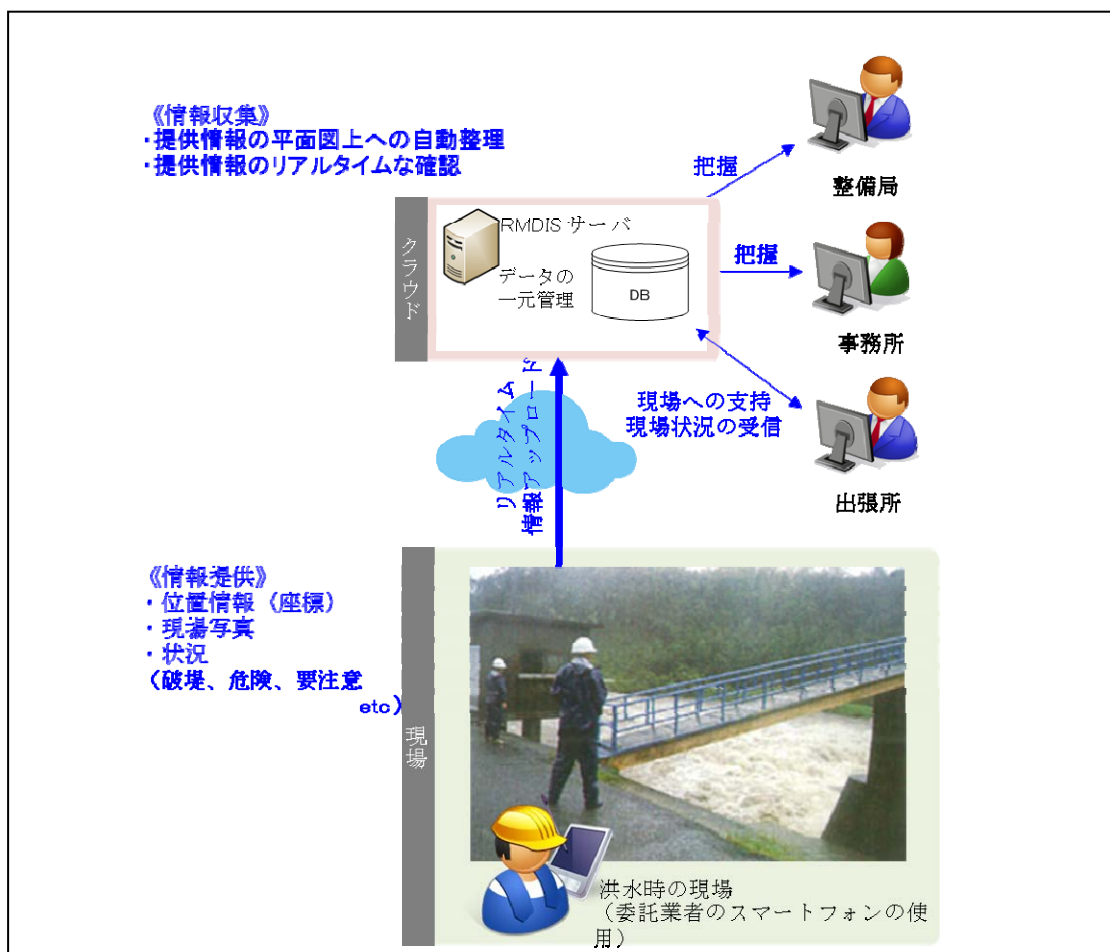 《情報収集》
・提供情報の平面図上への自動整理
・提供情報のリアルタイムな確認
把握
整備局
クラウド
RMDIS サーバ
データの
一元管理
DB
把握
事務所
現場への支持
現場状況の受信
出張所
リアルタイム
情報アップロード
《情報提供》
・位置情報（座標）
・現場写真
・状況
（破堤、危険、要注意
etc）
現場
洪水時の現場
（委託業者のスマートフォンの使
用）